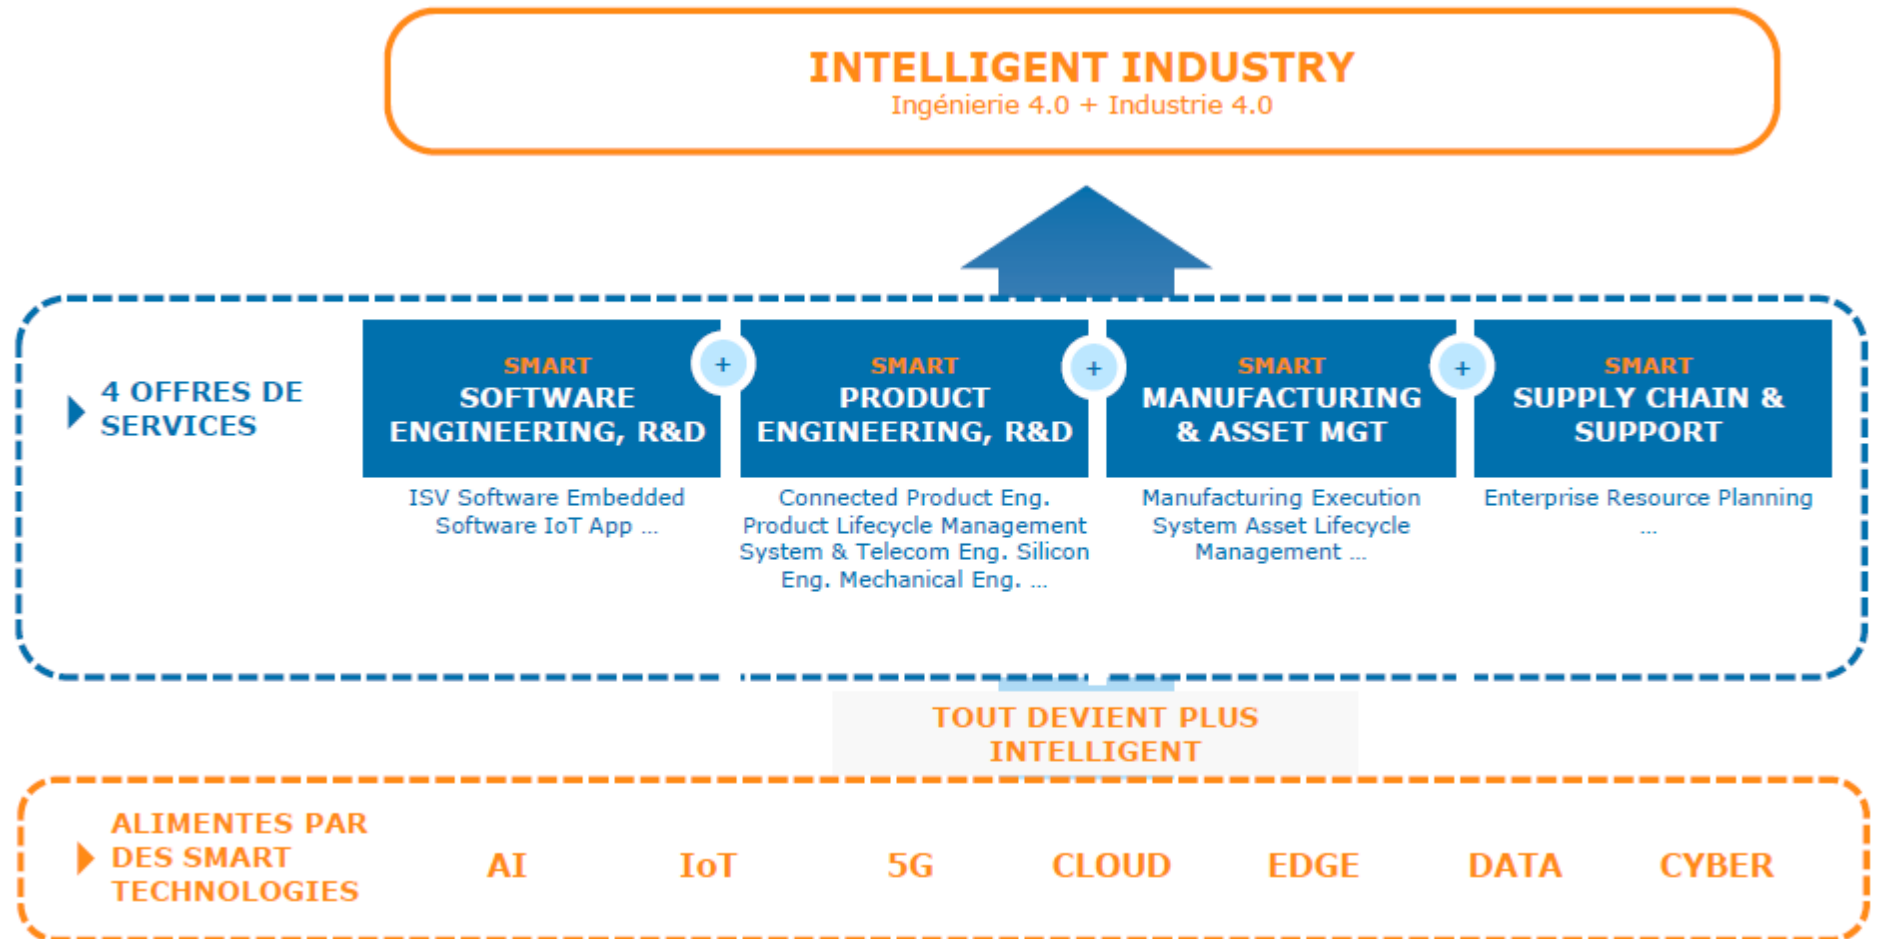 INTELLIGENT INDUSTRY
Ingénierie 4.0 + Industrie 4.0
4 OFFRES DE
SERVICES
SMART
SOFTWARE
ENGINEERING, R&D
ISV Software Embedded
Software IoT App ...
+
SMART
PRODUCT
ENGINEERING, R&D
Connected Product Eng.
Product Lifecycle Management
System & Telecom Eng. Silicon
Eng. Mechanical Eng. ...
+
SMART
MANUFACTURING
& ASSET MGT
Manufacturing Execution
System Asset Lifecycle
Management ...
+
SMART
SUPPLY CHAIN &
SUPPORT
Enterprise Resource Planning
...
TOUT DEVIENT PLUS
INTELLIGENT
ALIMENTES PAR
DES SMART
TECHNOLOGIES
AI
IoT
5G
CLOUD
EDGE
DATA
CYBER